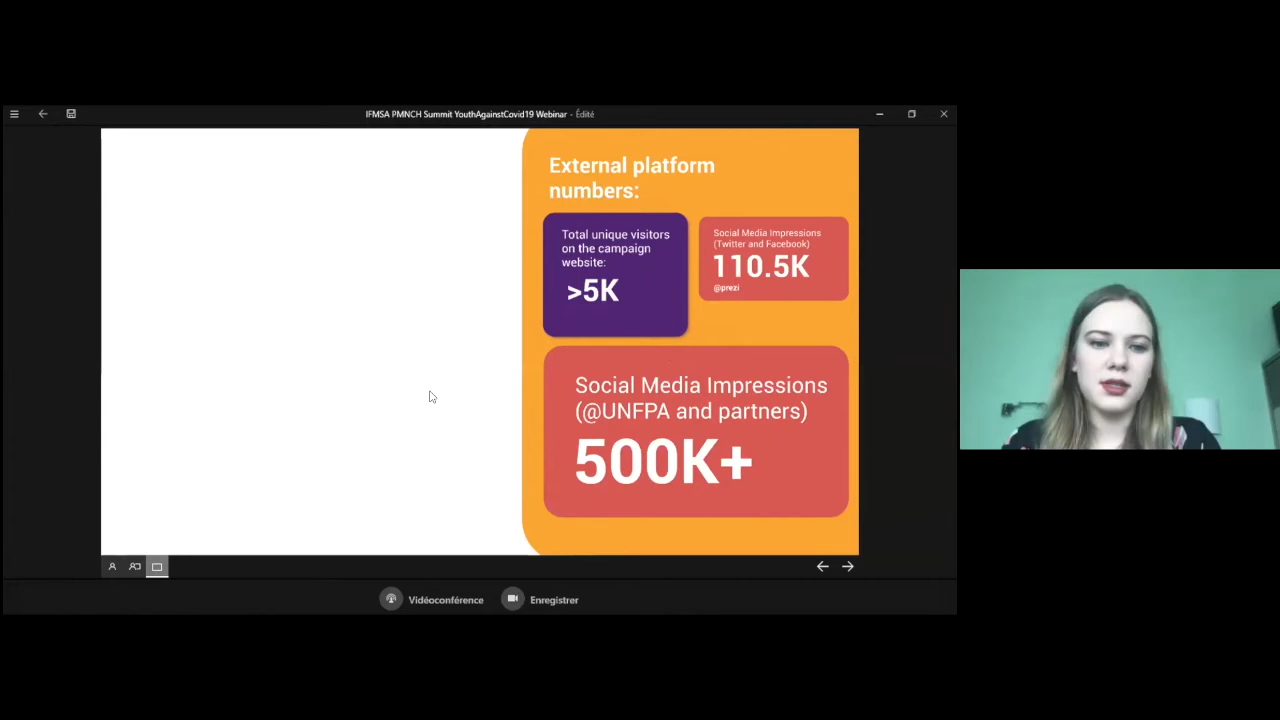 IFMSA PMNCH Summit YouthAgainstCovid19 Webinar - Édité
External platform
numbers:
Total unique visitors
on the campaign
website:
>5K
Social Media Impressions
(Twitter and Facebook)
110.5K
@prezi
Social Media Impressions
(@UNFPA and partners)
500K+
Vidéoconférence
Enregistrer